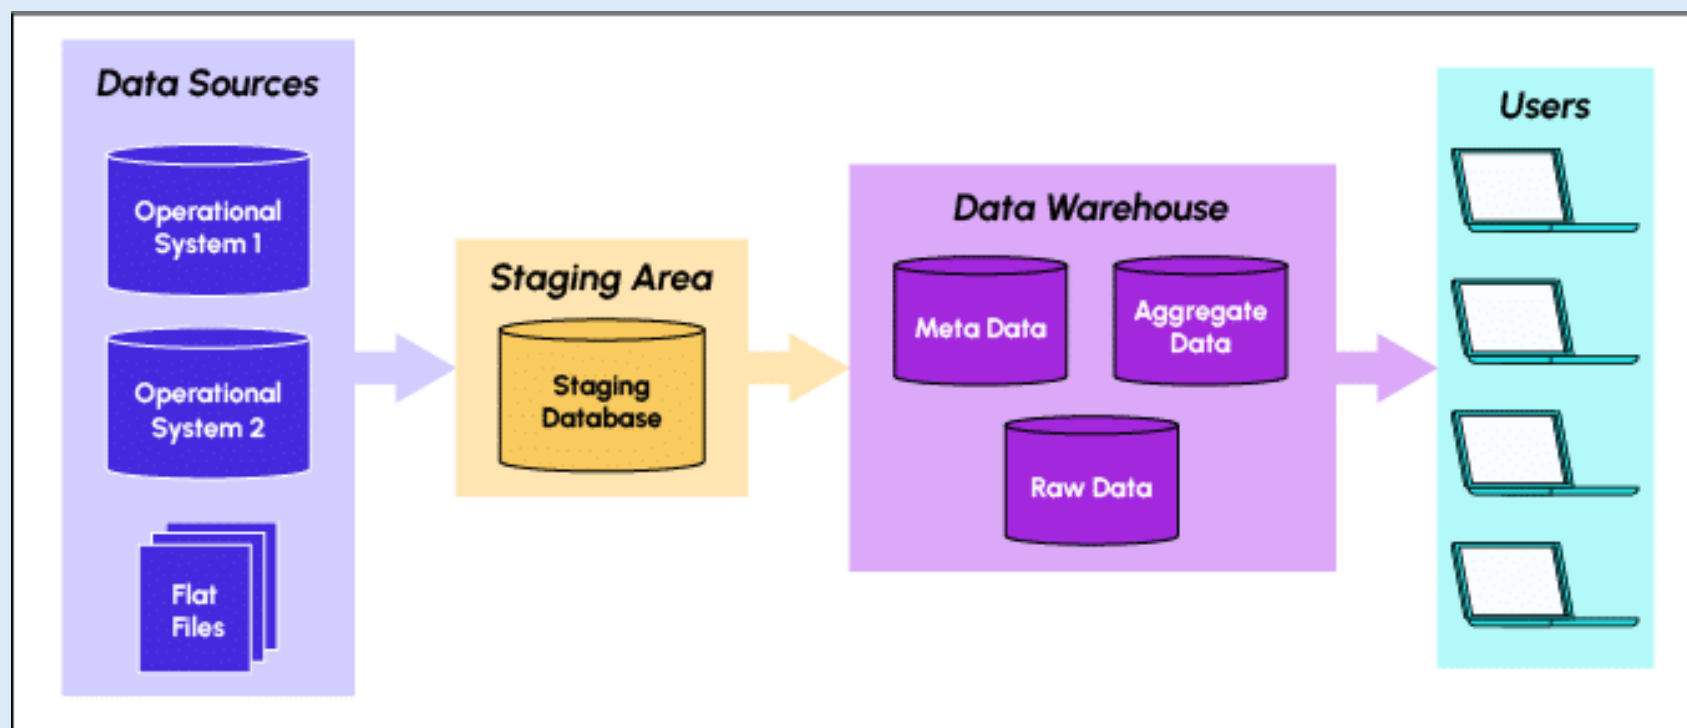 Data Sources
Operational
System 1
Operational
System 2
Flat
Files
Staging Area
Staging
Database
Data Warehouse
Meta Data
Aggregate
Data
Raw Data
Users